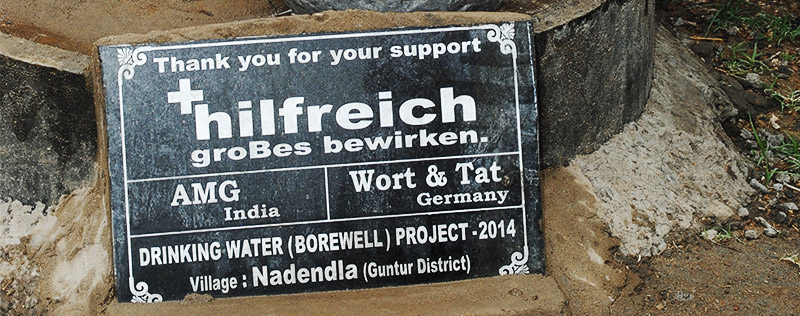 Thank you for your support
+hilfreich
groBes bewirken.
AMG
India
Wort & Tat
Germany
DRINKING WATER (BOREWELL) PROJECT - 2014
Village : Nadendla (Guntur District)